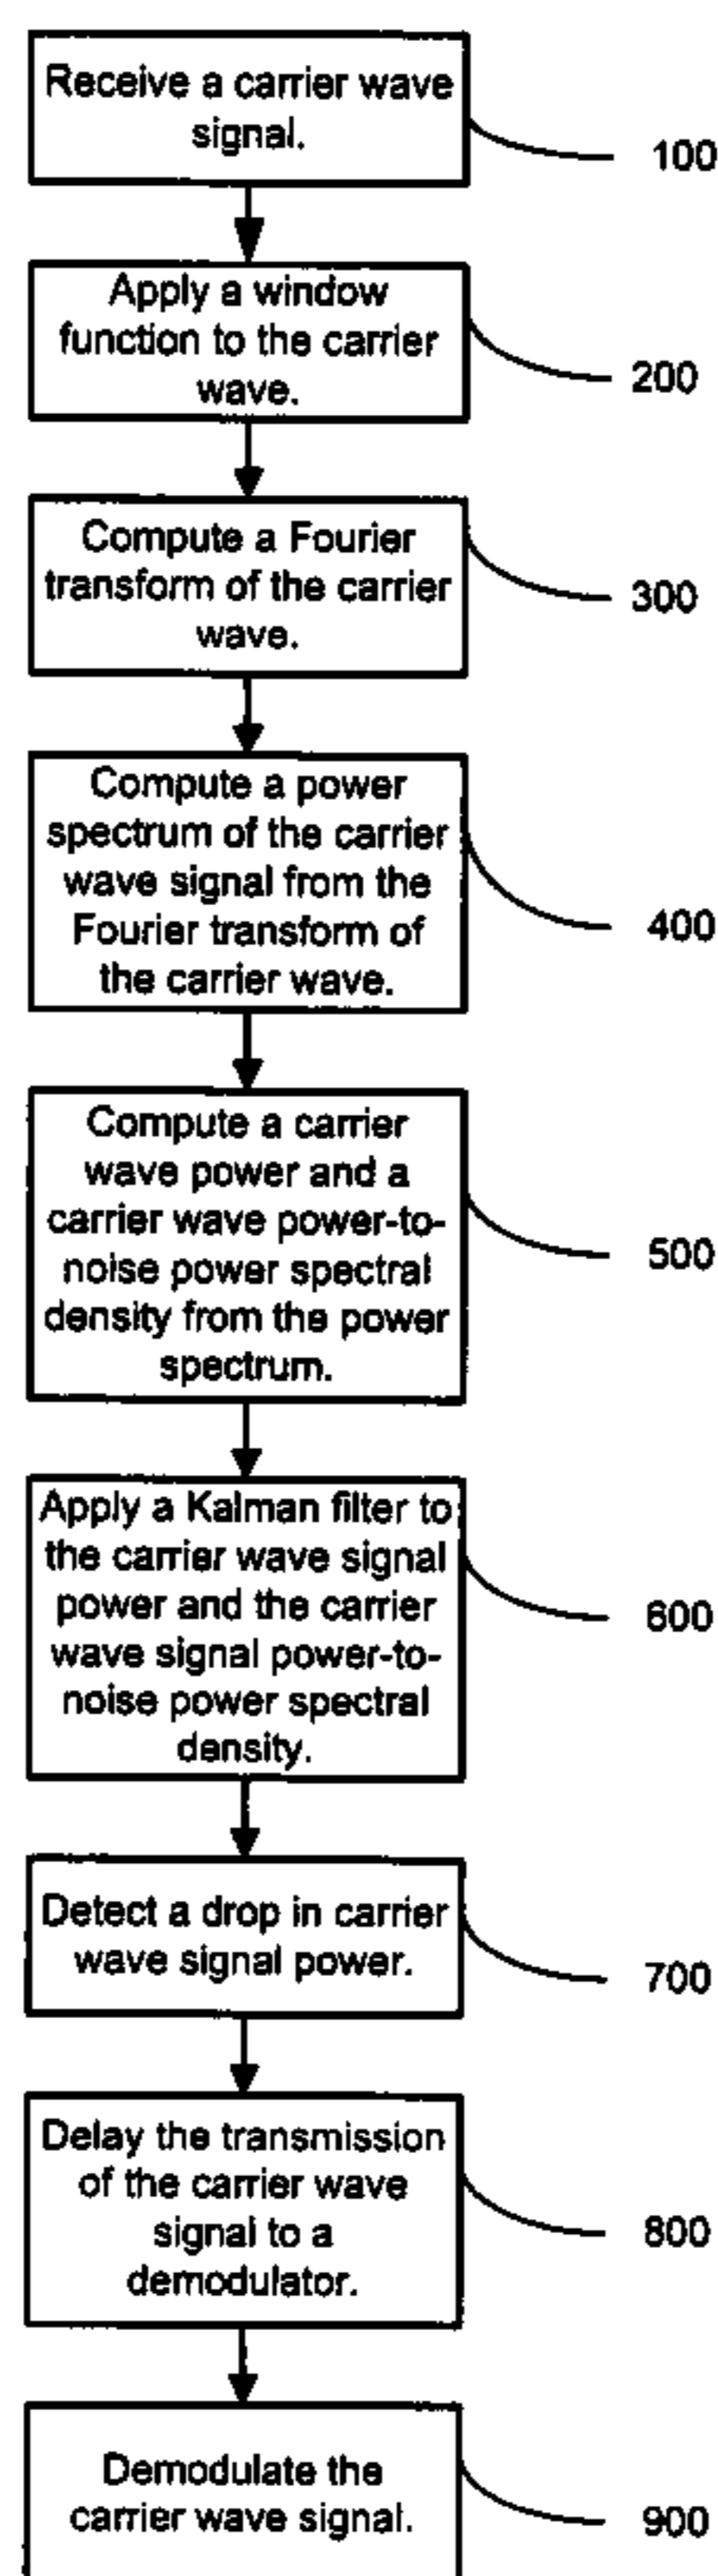 Receive a carrier wave
signal.
100
Apply a window
function to the carrier
wave.
200
Compute a Fourier
transform of the carrier
wave.
300
Compute a power
spectrum of the carrier
wave signal from the
Fourier transform of
the carrier wave.
400
Compute a carrier
wave power and a
carrier wave power-to-
noise power spectral
density from the power
spectrum.
500
Apply a Kalman filter to
the carrier wave signal
power and the carrier
wave signal power-to-
noise power spectral
density.
600
Detect a drop in carrier
wave signal power.
700
Delay the transmission
of the carrier wave
signal to a
demodulator.
800
Demodulate the
carrier wave signal.
900